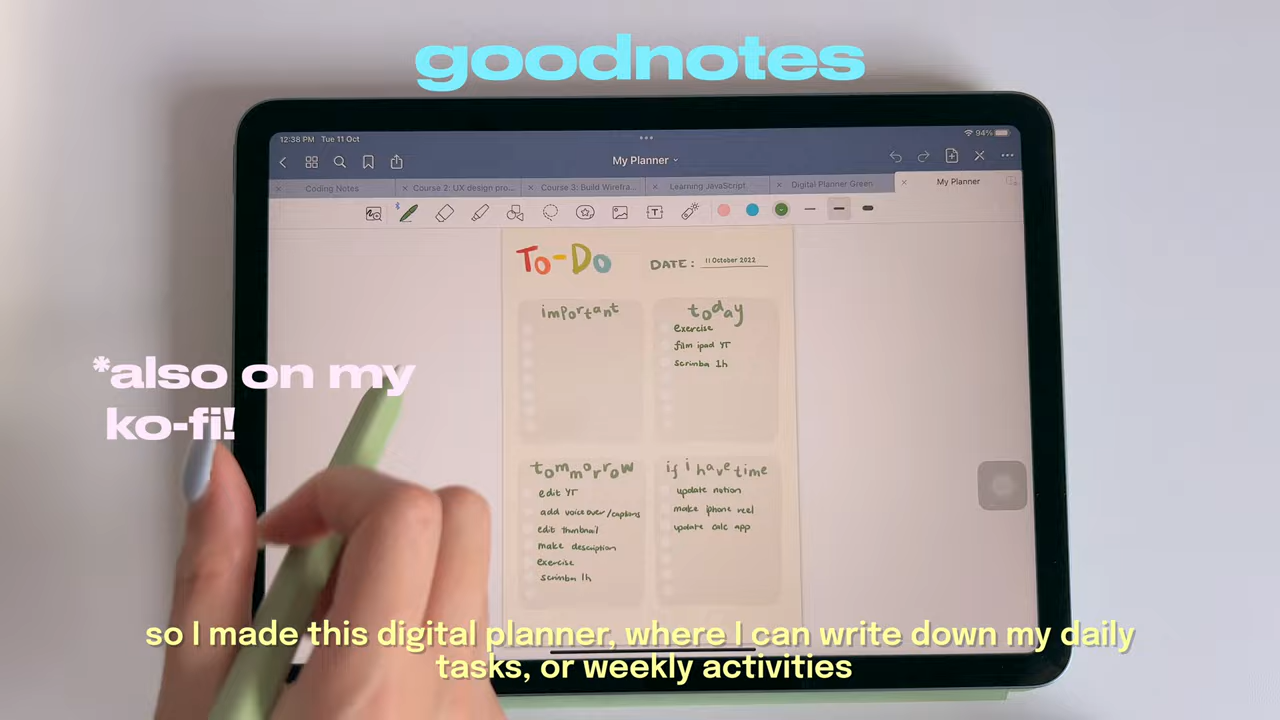 goodnotes
12:38 PM Tue 11 Oct
94%
My Planner
Coding Notes
Course 2: UX design pro...
Course 3: Build Wirefra...
Learning JavaScript
Digital Planner Green
My Planner
To-Do
DATE: 11 October 2022
important
today
exercise
film ipad YT
scrimba 1h
*also on my
ko-fi!
tommorrow
edit YT
add voiceover/captions
edit thumbnail
make description
exercise
scrimba 1h
if i have time
update notion
make iphone reel
update calc app
so I made this digital planner, where I can write down my daily
tasks, or weekly activities